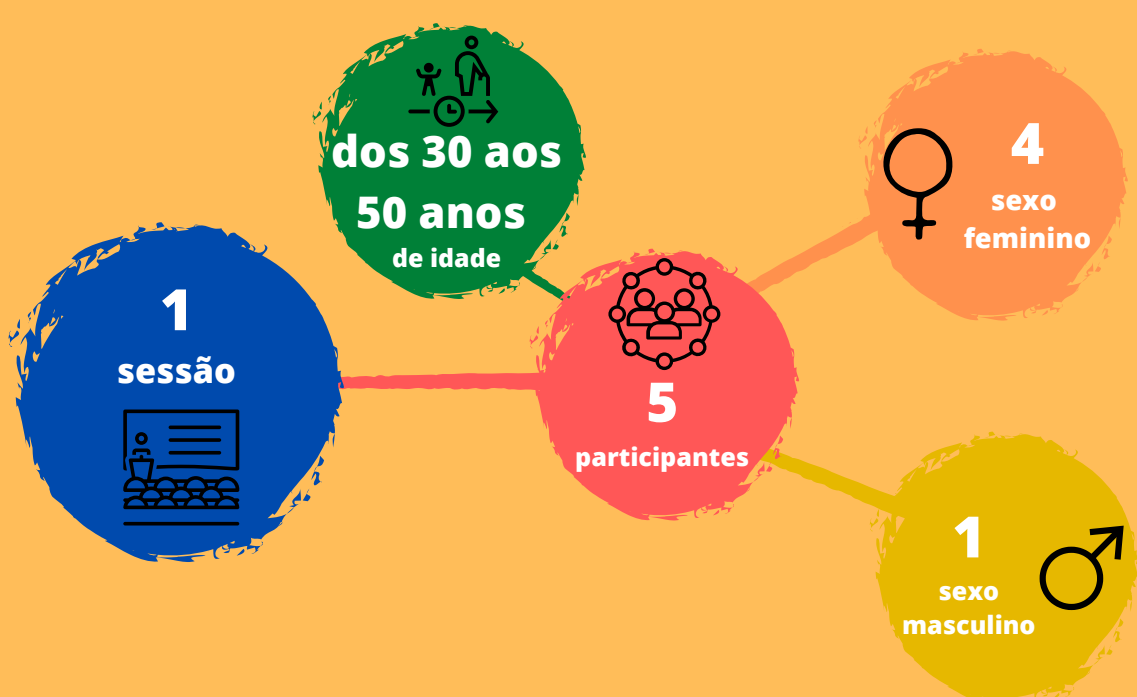 1
sessão
dos 30 aos
50 anos
de idade
5
participantes
4
sexo
feminino
1
sexo
masculino